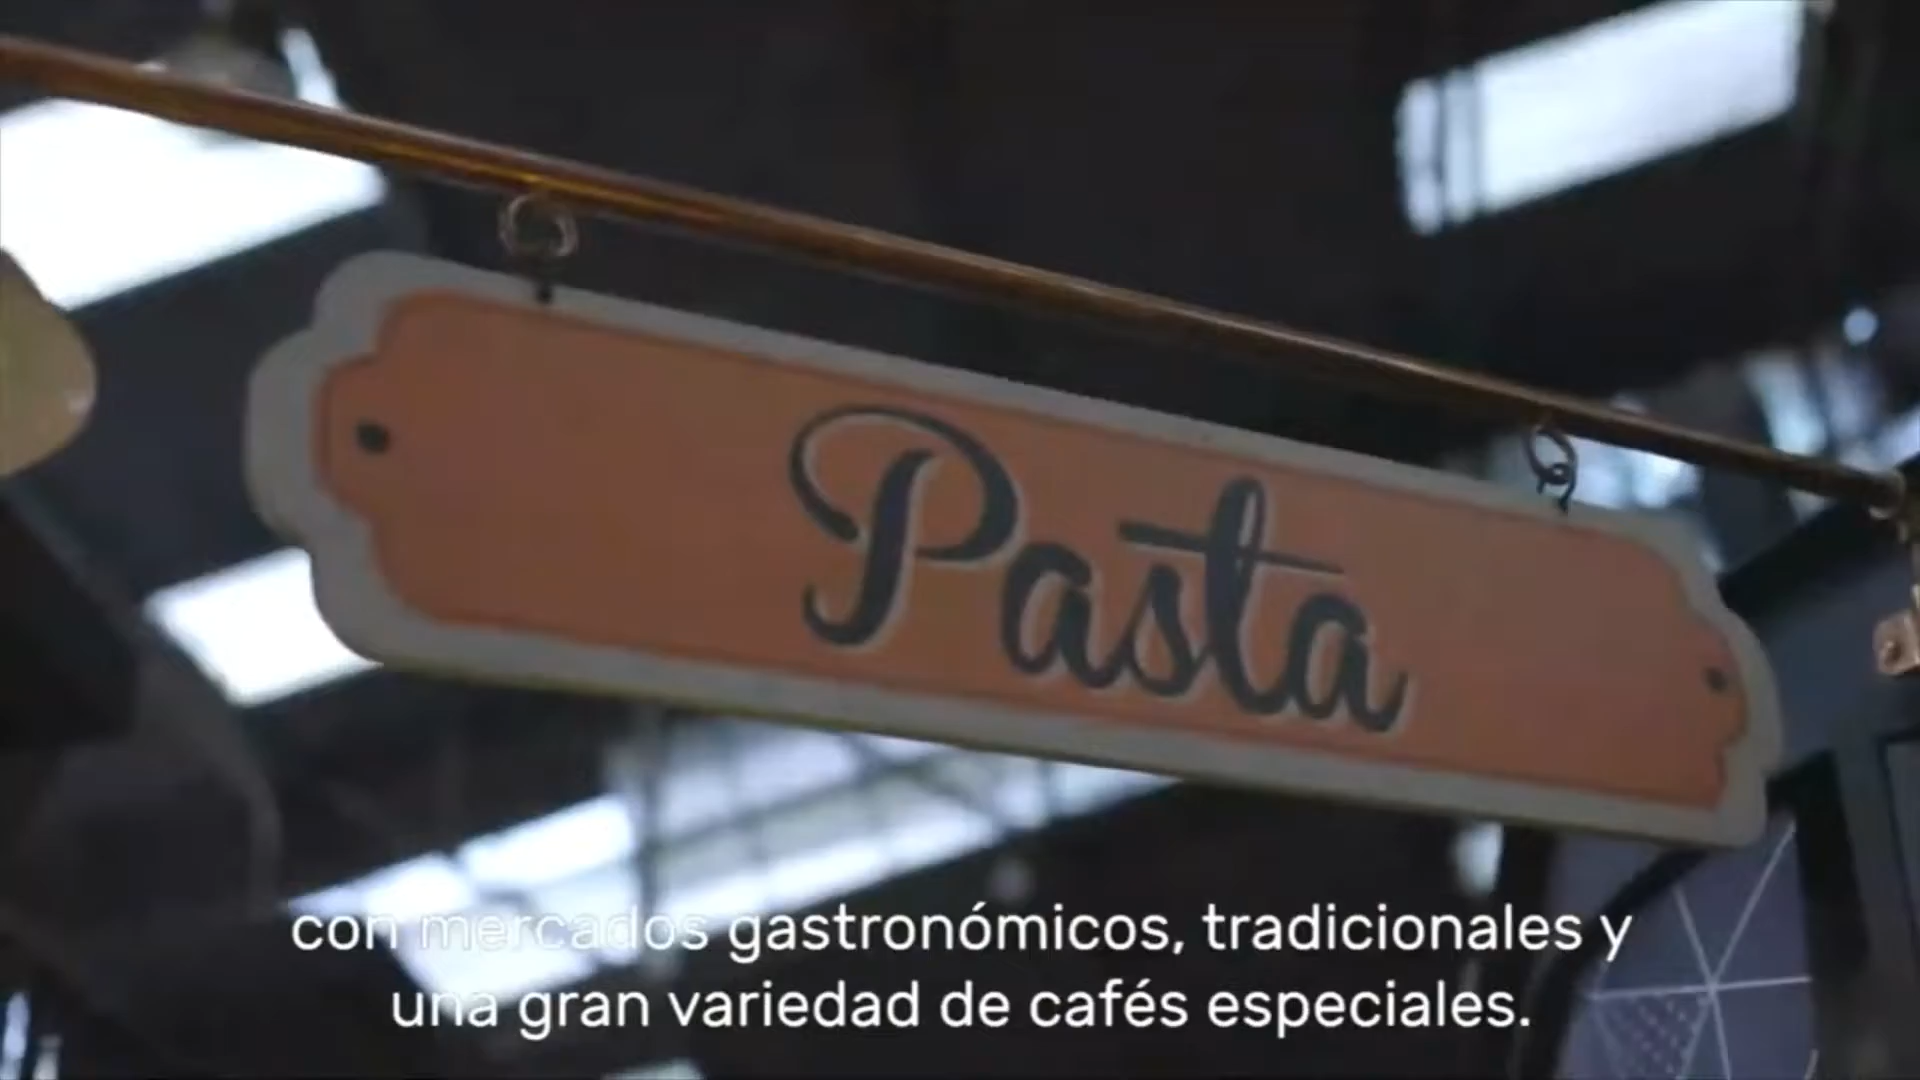 Pasta
con mercados gastronómicos, tradicionales y
una gran variedad de cafés especiales.